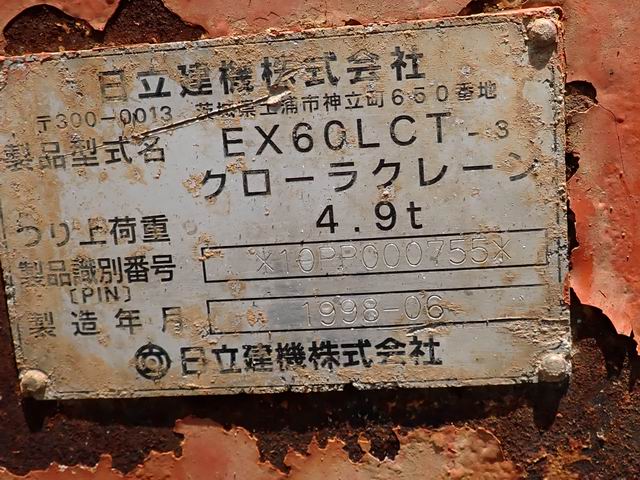 日立建機株式会社
〒300-0013 茨城県土浦市神立町650番地
製品型式名 EX60LCT-3
クローラクレーン
つり上荷重 4.9t
製品識別番号 *10PP000755*
[PIN]
製造年月 1998-06
日立建機株式会社